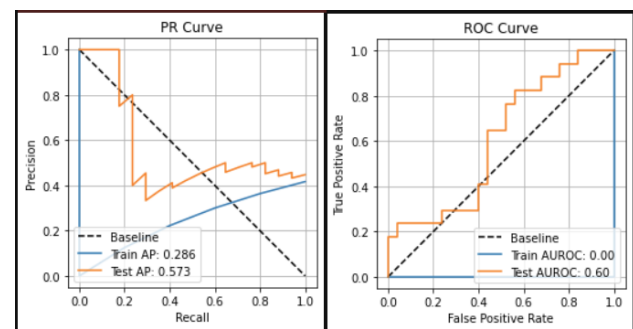 PR Curve
1.0
0.8
0.6
0.4
0.2
0.0
Precision
Baseline
Train AP: 0.286
Test AP: 0.573
0.0 0.2 0.4 0.6 0.8 1.0
Recall
ROC Curve
1.0
0.8
0.6
0.4
0.2
0.0
True Positive Rate
Baseline
Train AUROC: 0.00
Test AUROC: 0.60
0.0 0.2 0.4 0.6 0.8 1.0
False Positive Rate